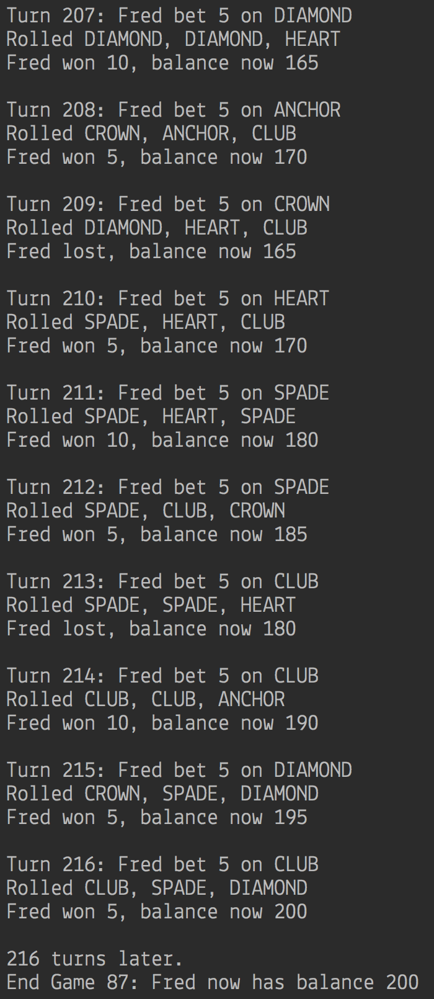 Turn 207: Fred bet 5 on DIAMOND
Rolled DIAMOND, DIAMOND, HEART
Fred won 10, balance now 165
Turn 208: Fred bet 5 on ANCHOR
Rolled CROWN, ANCHOR, CLUB
Fred won 5, balance now 170
Turn 209: Fred bet 5 on CROWN
Rolled DIAMOND, HEART, CLUB
Fred lost, balance now 165
Turn 210: Fred bet 5 on HEART
Rolled SPADE, HEART, CLUB
Fred won 5, balance now 170
Turn 211: Fred bet 5 on SPADE
Rolled SPADE, HEART, SPADE
Fred won 10, balance now 180
Turn 212: Fred bet 5 on SPADE
Rolled SPADE, CLUB, CROWN
Fred won 5, balance now 185
Turn 213: Fred bet 5 on CLUB
Rolled SPADE, SPADE, HEART
Fred lost, balance now 180
Turn 214: Fred bet 5 on CLUB
Rolled CLUB, CLUB, ANCHOR
Fred won 10, balance now 190
Turn 215: Fred bet 5 on DIAMOND
Rolled CROWN, SPADE, DIAMOND
Fred won 5, balance now 195
Turn 216: Fred bet 5 on CLUB
Rolled CLUB, SPADE, DIAMOND
Fred won 5, balance now 200
216 turns later.
End Game 87: Fred now has balance 200